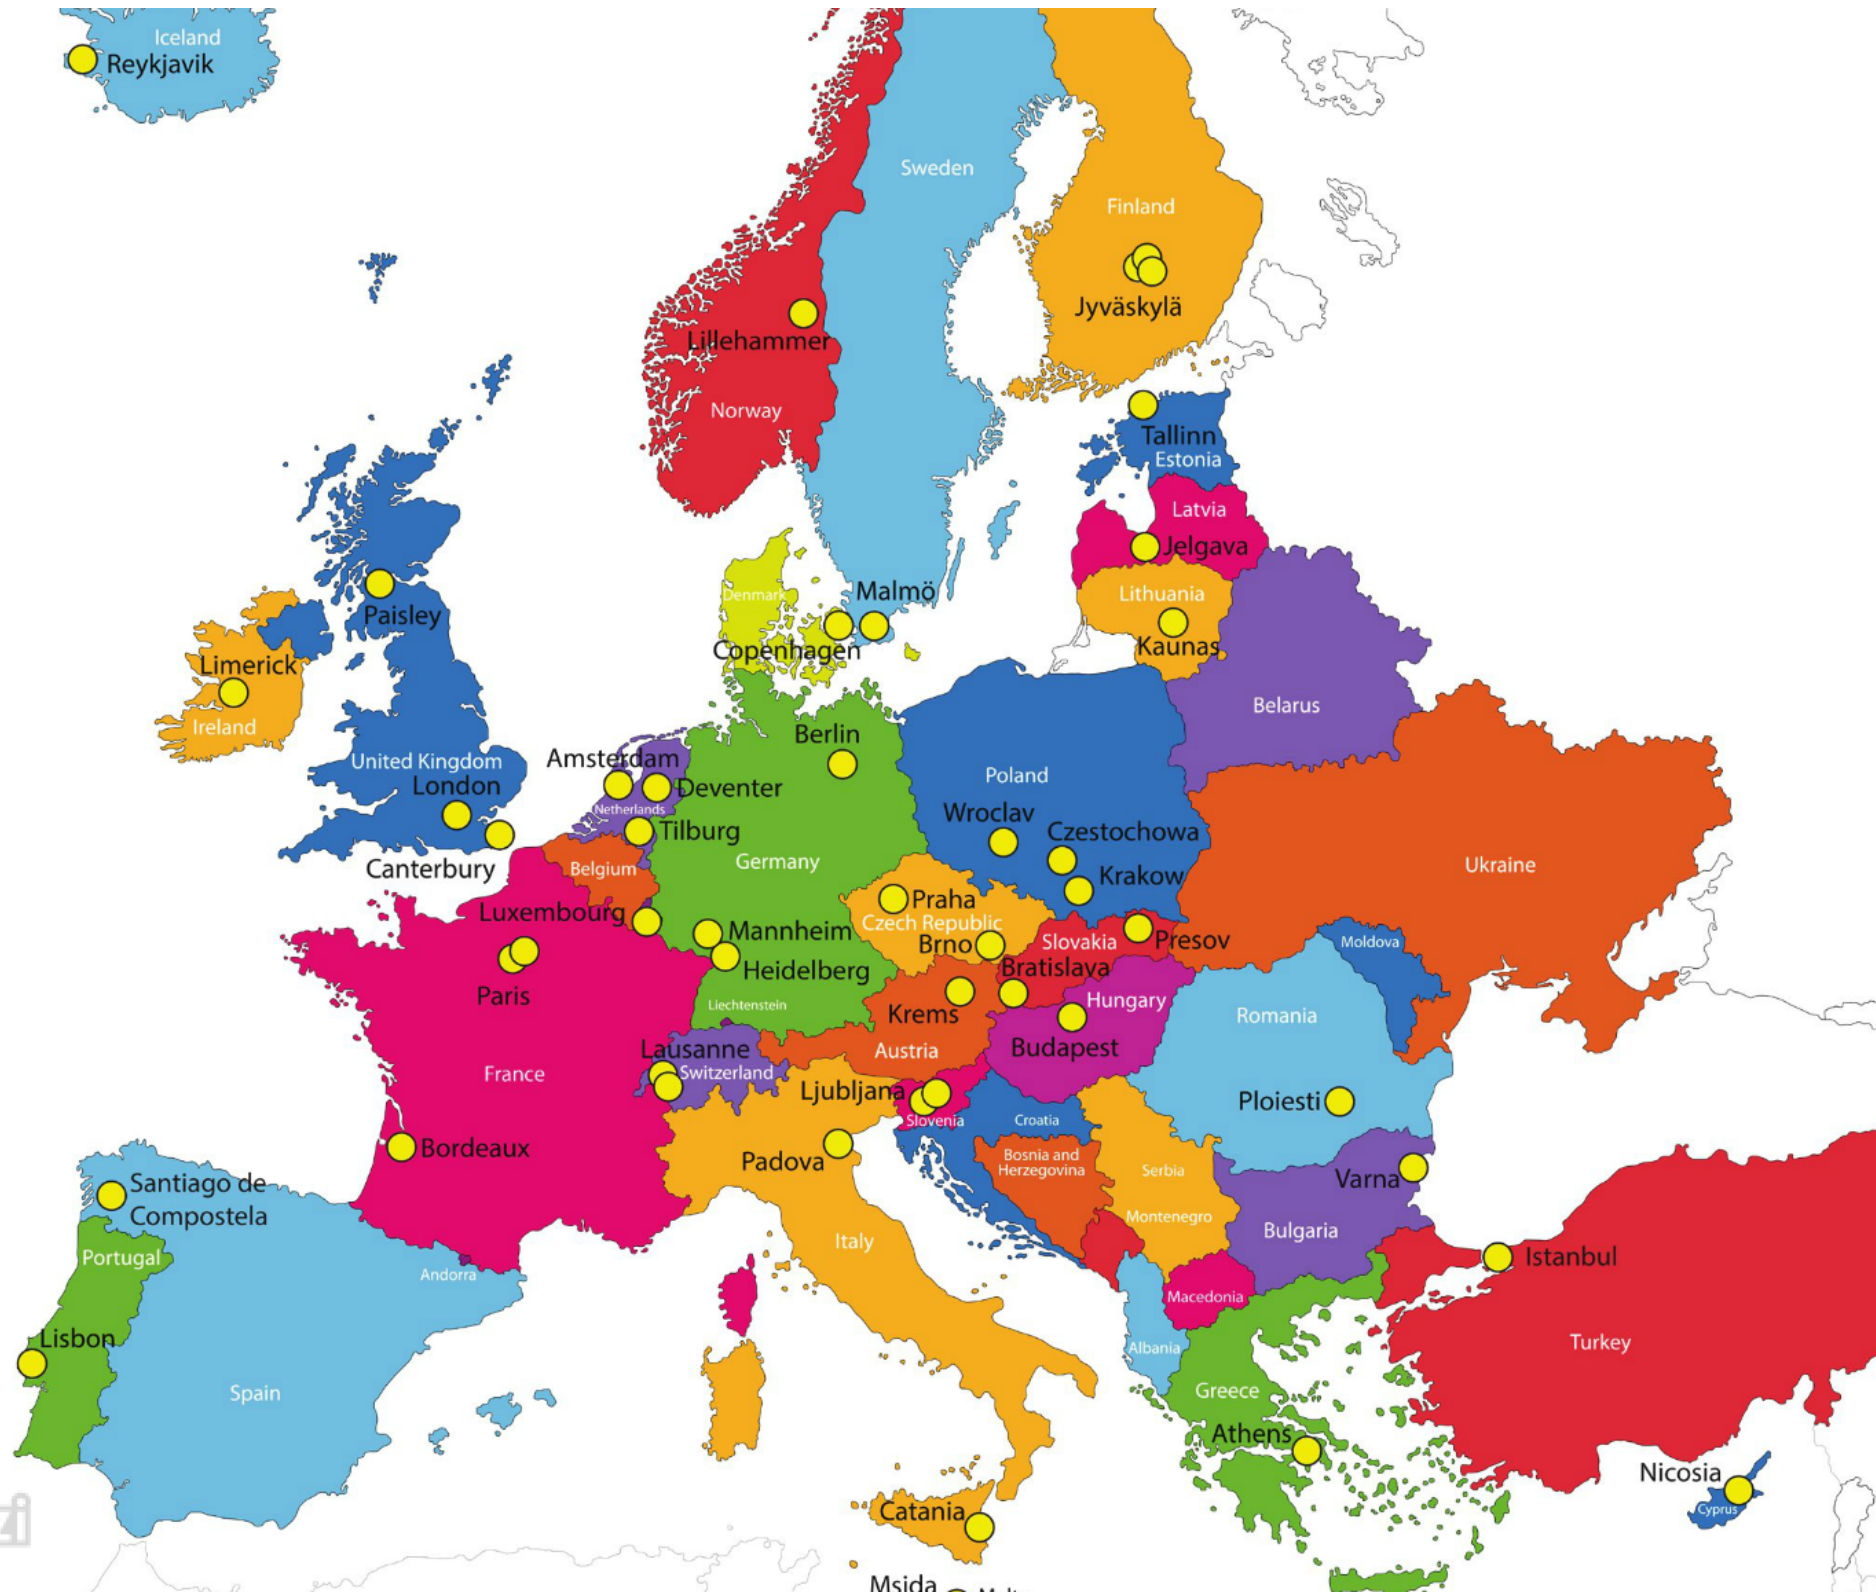 Iceland
Reykjavik
Sweden
Finland
Jyväskylä
Lillehammer
Norway
Tallinn
Estonia
Latvia
Jelgava
Denmark
Malmö
Lithuania
Paisley
Copenhagen
Kaunas
Limerick
Ireland
Belarus
Berlin
United Kingdom
Amsterdam
London
Deventer
Poland
Netherlands
Wroclav
Tilburg
Czestochowa
Canterbury
Belgium
Germany
Krakow
Ukraine
Luxembourg
Praha
Czech Republic
Mannheim
Brno
Slovakia
Presov
Moldova
Heidelberg
Bratislava
Paris
Liechtenstein
Krems
Hungary
Romania
Lausanne
Austria
Budapest
France
Switzerland
Ljubljana
Ploiesti
Slovenia
Croatia
Bordeaux
Padova
Bosnia and
Herzegovina
Serbia
Varna
Santiago de
Compostela
Montenegro
Bulgaria
Portugal
Italy
Istanbul
Andorra
Macedonia
Lisbon
Albania
Turkey
Spain
Greece
Athens
Nicosia
Cyprus
Catania
zi
Msida
Malta